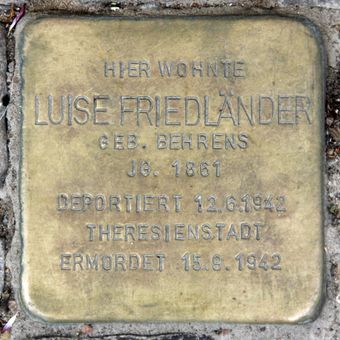 HIER WOHNTE
LUISE FRIEDLÄNDER
GEB. BEHRENS
JG. 1861
DEPORTIERT 12.6.1942
THERESIENSTADT
ERMORDET 15.9.1942